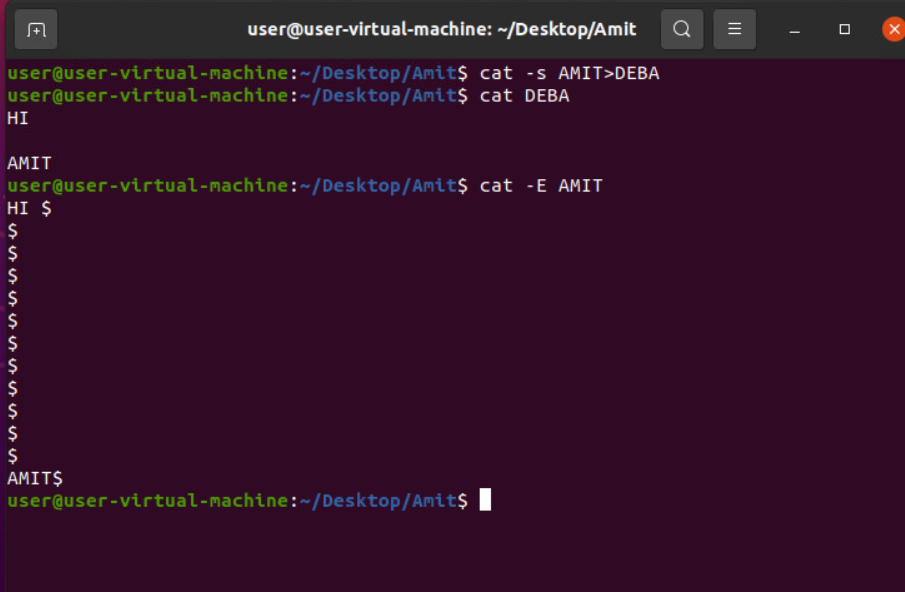 user@user-virtual-machine: ~/Desktop/Amit
user@user-virtual-machine:~/Desktop/Amit$ cat -s AMIT>DEBA
user@user-virtual-machine:~/Desktop/Amit$ cat DEBA
HI

AMIT
user@user-virtual-machine:~/Desktop/Amit$ cat -E AMIT
HI $
$
$
$
$
$
$
$
$
$
$
$
AMIT$
user@user-virtual-machine:~/Desktop/Amit$